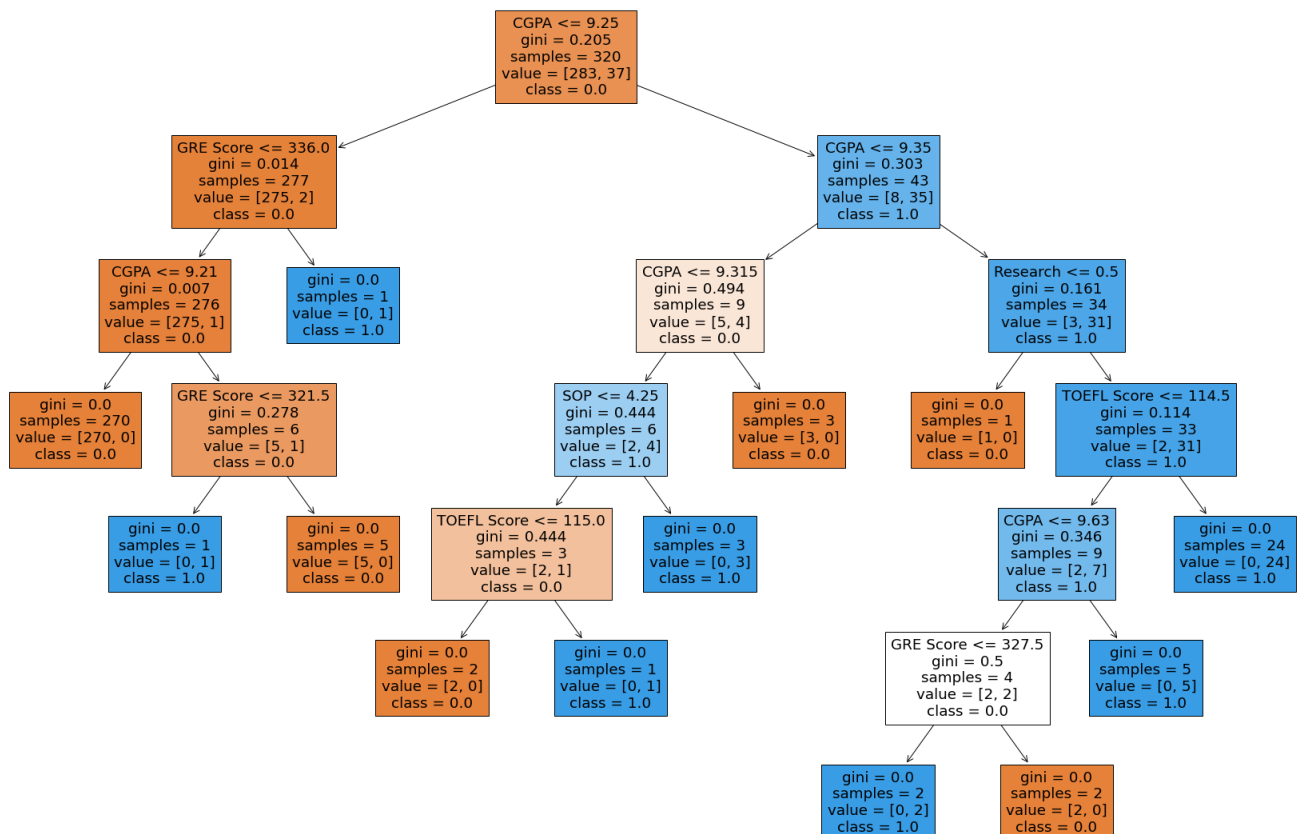 CGPA <= 9.25
gini = 0.205
samples = 320
value = [283, 37]
class = 0.0
GRE Score <= 336.0
gini = 0.014
samples = 277
value = [275, 2]
class = 0.0
CGPA <= 9.35
gini = 0.303
samples = 43
value = [8, 35]
class = 1.0
CGPA <= 9.21
gini = 0.007
samples = 276
value = [275, 1]
class = 0.0
gini = 0.0
samples = 1
value = [0, 1]
class = 1.0
CGPA <= 9.315
gini = 0.494
samples = 9
value = [5, 4]
class = 0.0
Research <= 0.5
gini = 0.161
samples = 34
value = [3, 31]
class = 1.0
gini = 0.0
samples = 270
value = [270, 0]
class = 0.0
GRE Score <= 321.5
gini = 0.278
samples = 6
value = [5, 1]
class = 0.0
SOP <= 4.25
gini = 0.444
samples = 6
value = [2, 4]
class = 1.0
gini = 0.0
samples = 3
value = [3, 0]
class = 0.0
gini = 0.0
samples = 1
value = [1, 0]
class = 0.0
TOEFL Score <= 114.5
gini = 0.114
samples = 33
value = [2, 31]
class = 1.0
gini = 0.0
samples = 1
value = [0, 1]
class = 1.0
gini = 0.0
samples = 5
value = [5, 0]
class = 0.0
TOEFL Score <= 115.0
gini = 0.444
samples = 3
value = [2, 1]
class = 0.0
gini = 0.0
samples = 3
value = [0, 3]
class = 1.0
CGPA <= 9.63
gini = 0.346
samples = 9
value = [2, 7]
class = 1.0
gini = 0.0
samples = 24
value = [0, 24]
class = 1.0
gini = 0.0
samples = 2
value = [2, 0]
class = 0.0
gini = 0.0
samples = 1
value = [0, 1]
class = 1.0
GRE Score <= 327.5
gini = 0.5
samples = 4
value = [2, 2]
class = 0.0
gini = 0.0
samples = 5
value = [0, 5]
class = 1.0
gini = 0.0
samples = 2
value = [0, 2]
class = 1.0
gini = 0.0
samples = 2
value = [2, 0]
class = 0.0